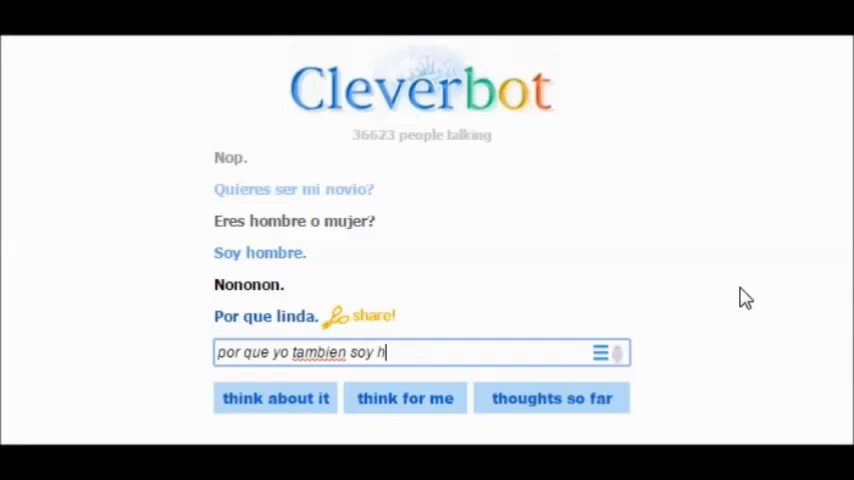 Cleverbot
36623 people talking
Nop.
Quieres ser mi novio?
Eres hombre o mujer?
Soy hombre.
Nononon.
Por que linda. share!
por que yo tambien soy h
think about it think for me thoughts so far